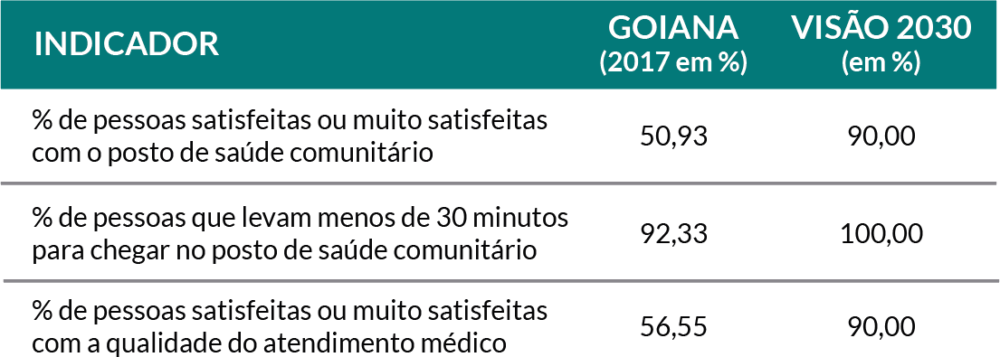 INDICADOR
GOIANA
(2017 em %)
VISÃO 2030
(em %)
% de pessoas satisfeitas ou muito satisfeitas
com o posto de saúde comunitário
50,93
90,00
% de pessoas que levam menos de 30 minutos
para chegar no posto de saúde comunitário
92,33
100,00
% de pessoas satisfeitas ou muito satisfeitas
com a qualidade do atendimento médico
56,55
90,00